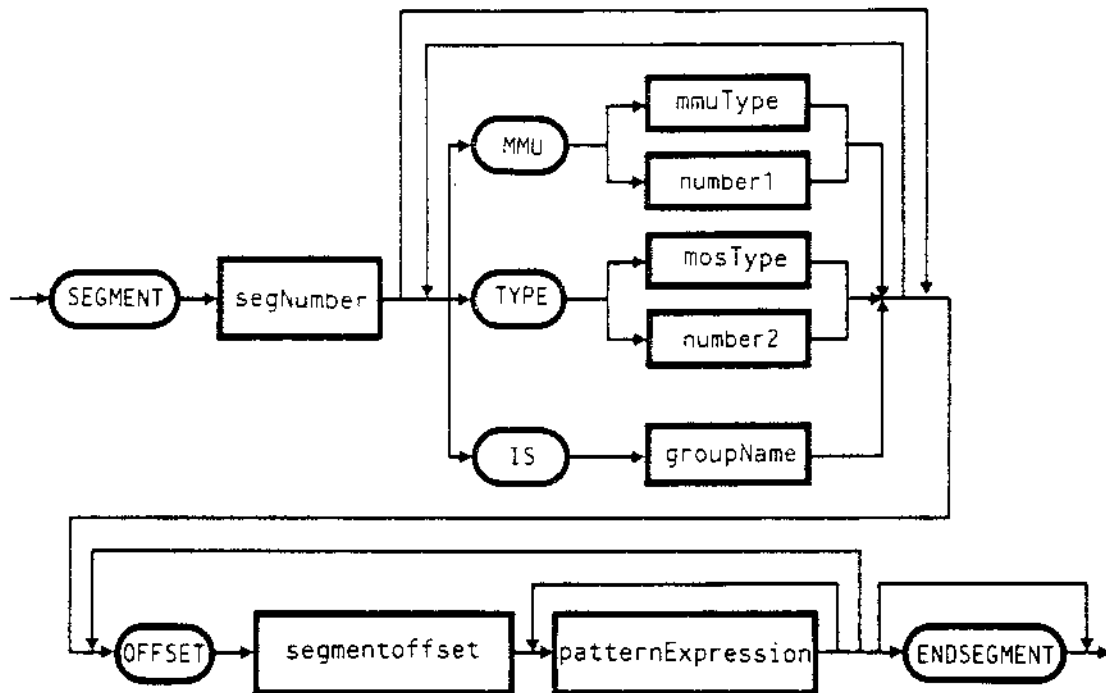 mmuType
MMU
number1
mosType
SEGMENT
segNumber
TYPE
number2
IS
groupName
OFFSET
segmentoffset
patternExpression
ENDSEGMENT